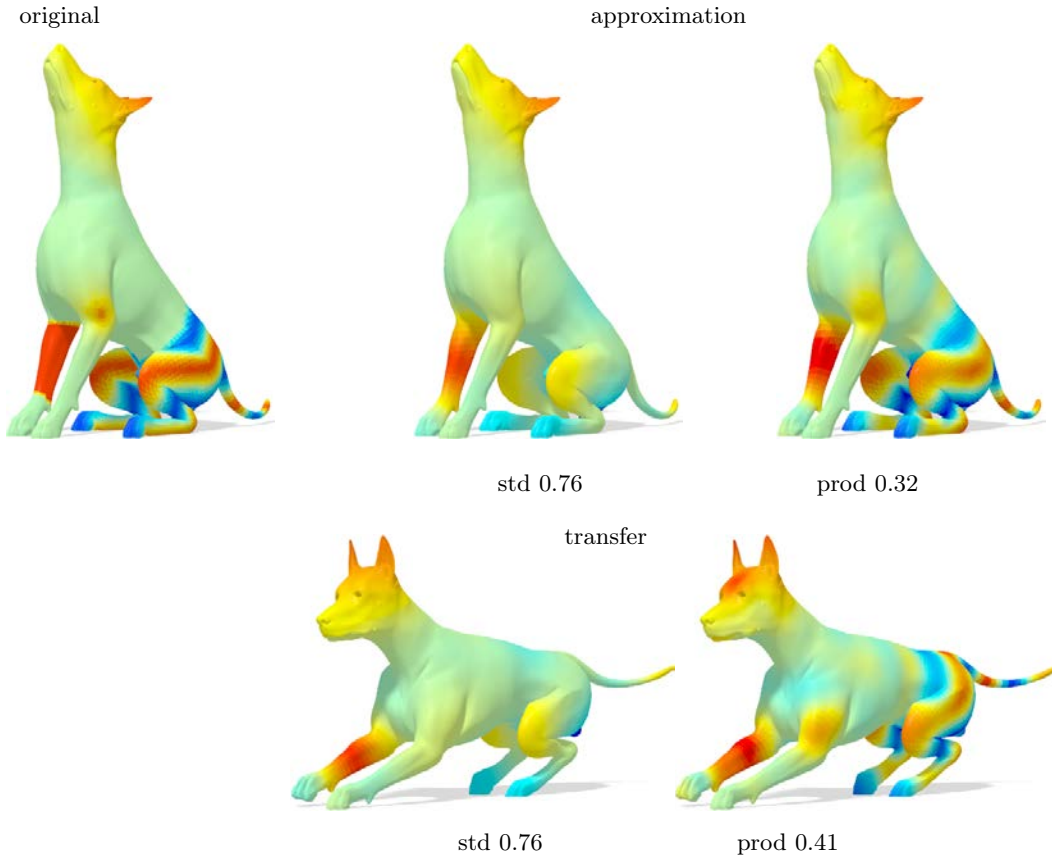 original
approximation
std 0.76
prod 0.32
transfer
std 0.76
prod 0.41